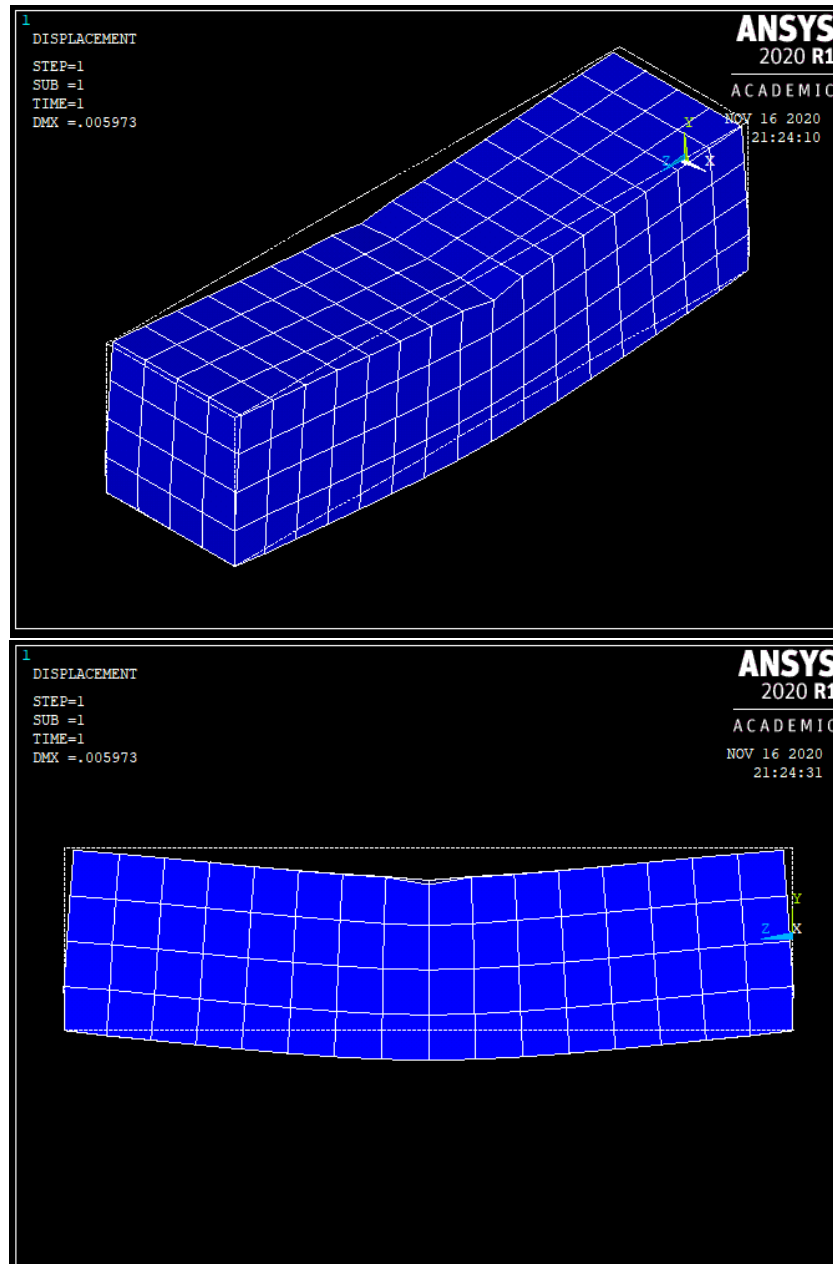 1
DISPLACEMENT
STEP=1
SUB =1
TIME=1
DMX =.005973
ANSYS
2020 R1
ACADEMIC
NOV 16 2020
21:24:10
Y
Z
X
1
DISPLACEMENT
STEP=1
SUB =1
TIME=1
DMX =.005973
ANSYS
2020 R1
ACADEMIC
NOV 16 2020
21:24:31
Y
Z
X